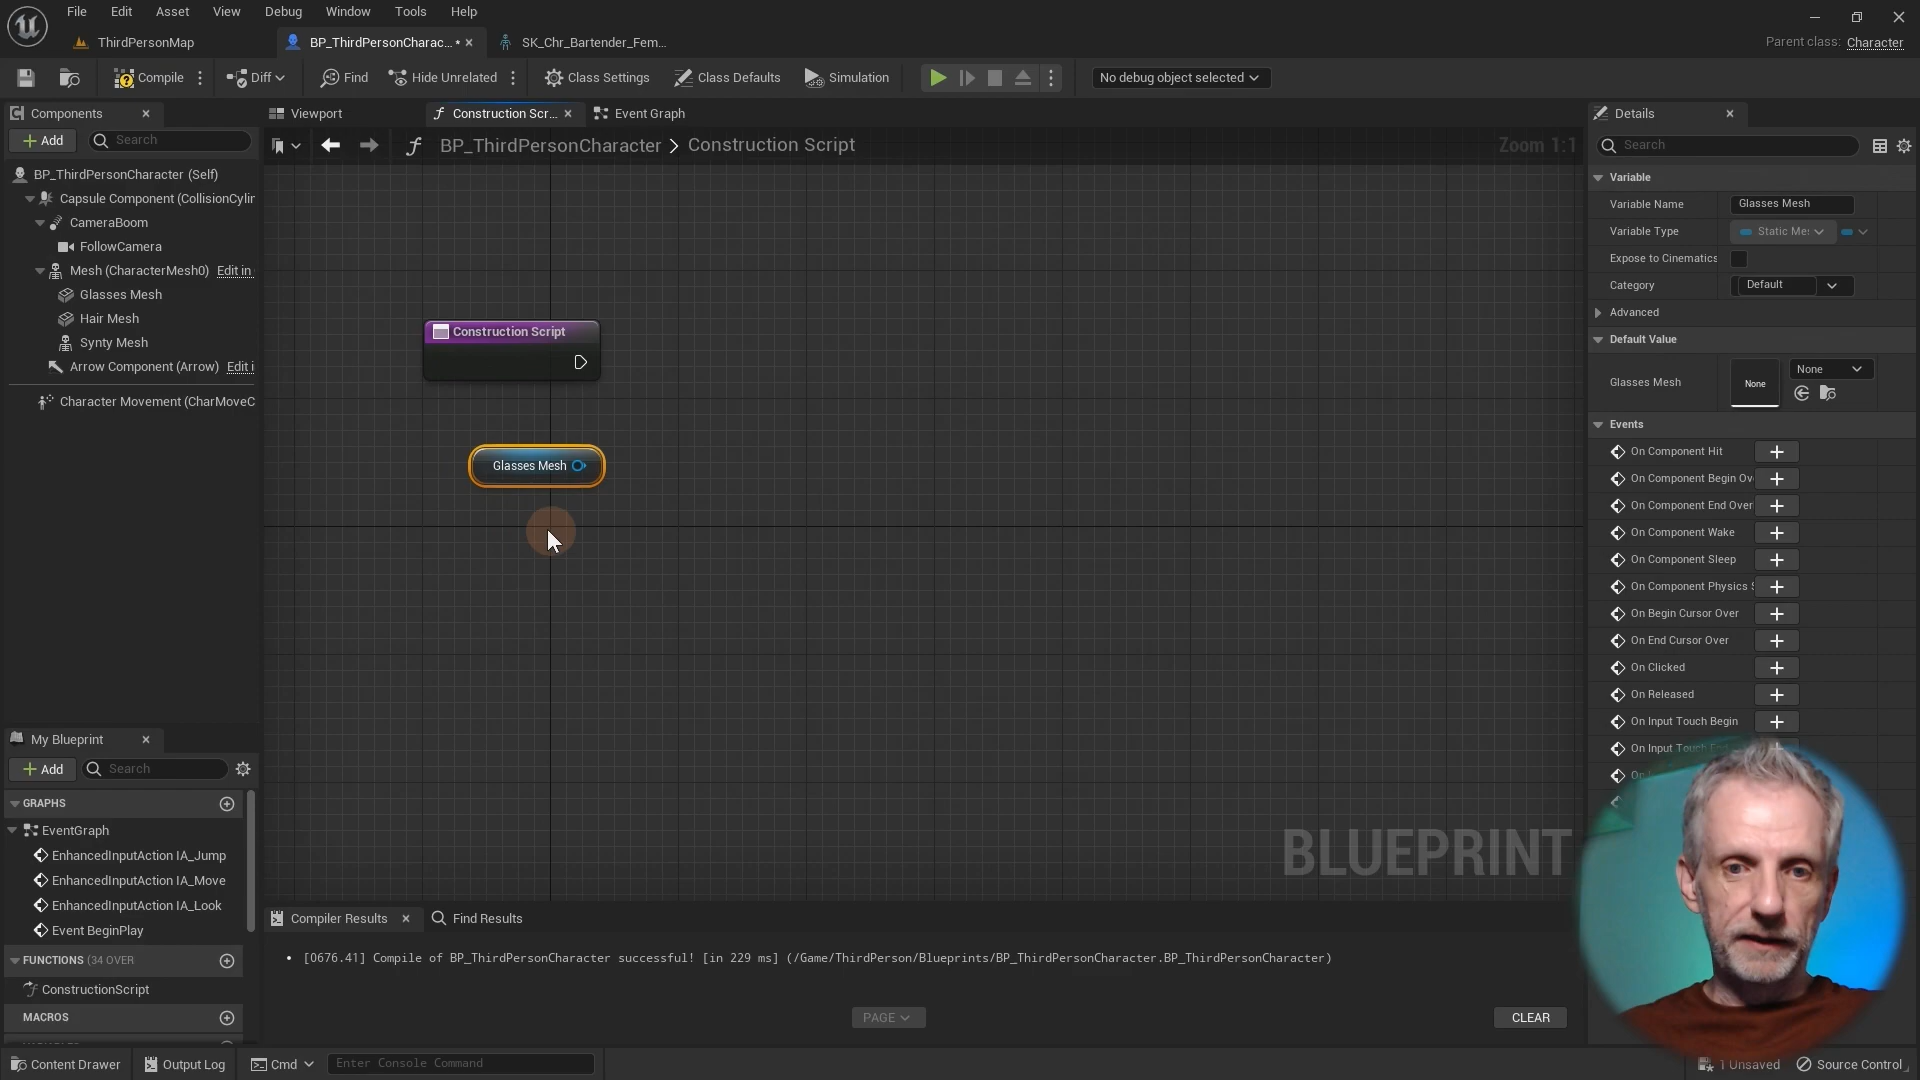 File Edit Asset View Debug Window Tools Help
ThirdPersonMap
BP_ThirdPersonCharac... •
SK_Chr_Bartender_Fem...
Parent class: Character
Compile
Diff
Find
Hide Unrelated
Class Settings
Class Defaults
Simulation
No debug object selected
Components
Add
Search
BP_ThirdPersonCharacter (Self)
Capsule Component (CollisionCylin
CameraBoom
FollowCamera
Mesh (CharacterMesh0) Edit in
Glasses Mesh
Hair Mesh
Synty Mesh
Arrow Component (Arrow) Edit i
Character Movement (CharMoveC
My Blueprint
Add
Search
GRAPHS
EventGraph
EnhancedInputAction IA_Jump
EnhancedInputAction IA_Move
EnhancedInputAction IA_Look
Event BeginPlay
FUNCTIONS (34 OVER
ConstructionScript
MACROS
Viewport
Construction Scr...
Event Graph
BP_ThirdPersonCharacter > Construction Script
Zoom 1:1
Construction Script
Glasses Mesh
BLUEPRINT
Compiler Results
Find Results
• [0676.41] Compile of BP_ThirdPersonCharacter successful! [in 229 ms] (/Game/ThirdPerson/Blueprints/BP_ThirdPersonCharacter.BP_ThirdPersonCharacter)
PAGE
CLEAR
Details
Search
Variable
Variable Name
Glasses Mesh
Variable Type
Static Me
Expose to Cinematics
Category
Default
Advanced
Default Value
Glasses Mesh
None
None
Events
On Component Hit
On Component Begin Ov
On Component End Over
On Component Wake
On Component Sleep
On Component Physics S
On Begin Cursor Over
On End Cursor Over
On Clicked
On Released
On Input Touch Begin
On Input Touch End
Content Drawer
Output Log
Cmd
Enter Console Command
1 Unsaved
Source Control